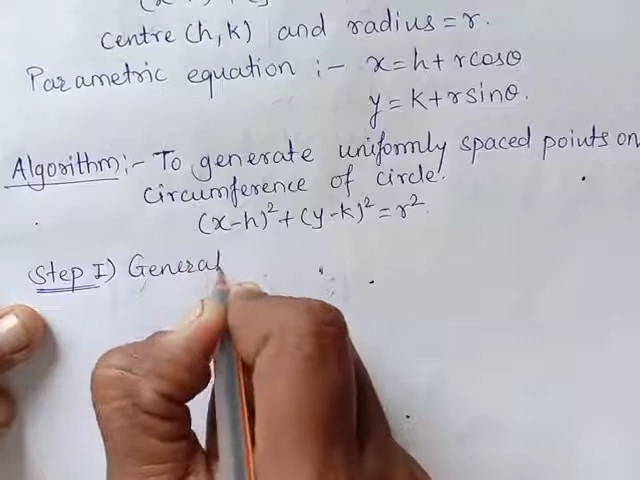 centre (h, k) and radius = r.
Parametric equation :- x = h + r cosθ
y = k + r sinθ.
Algorithm :- To generate uniformly spaced points on
circumference of circle.
(x-h)² + (y-k)² = r²
Step I) Generat